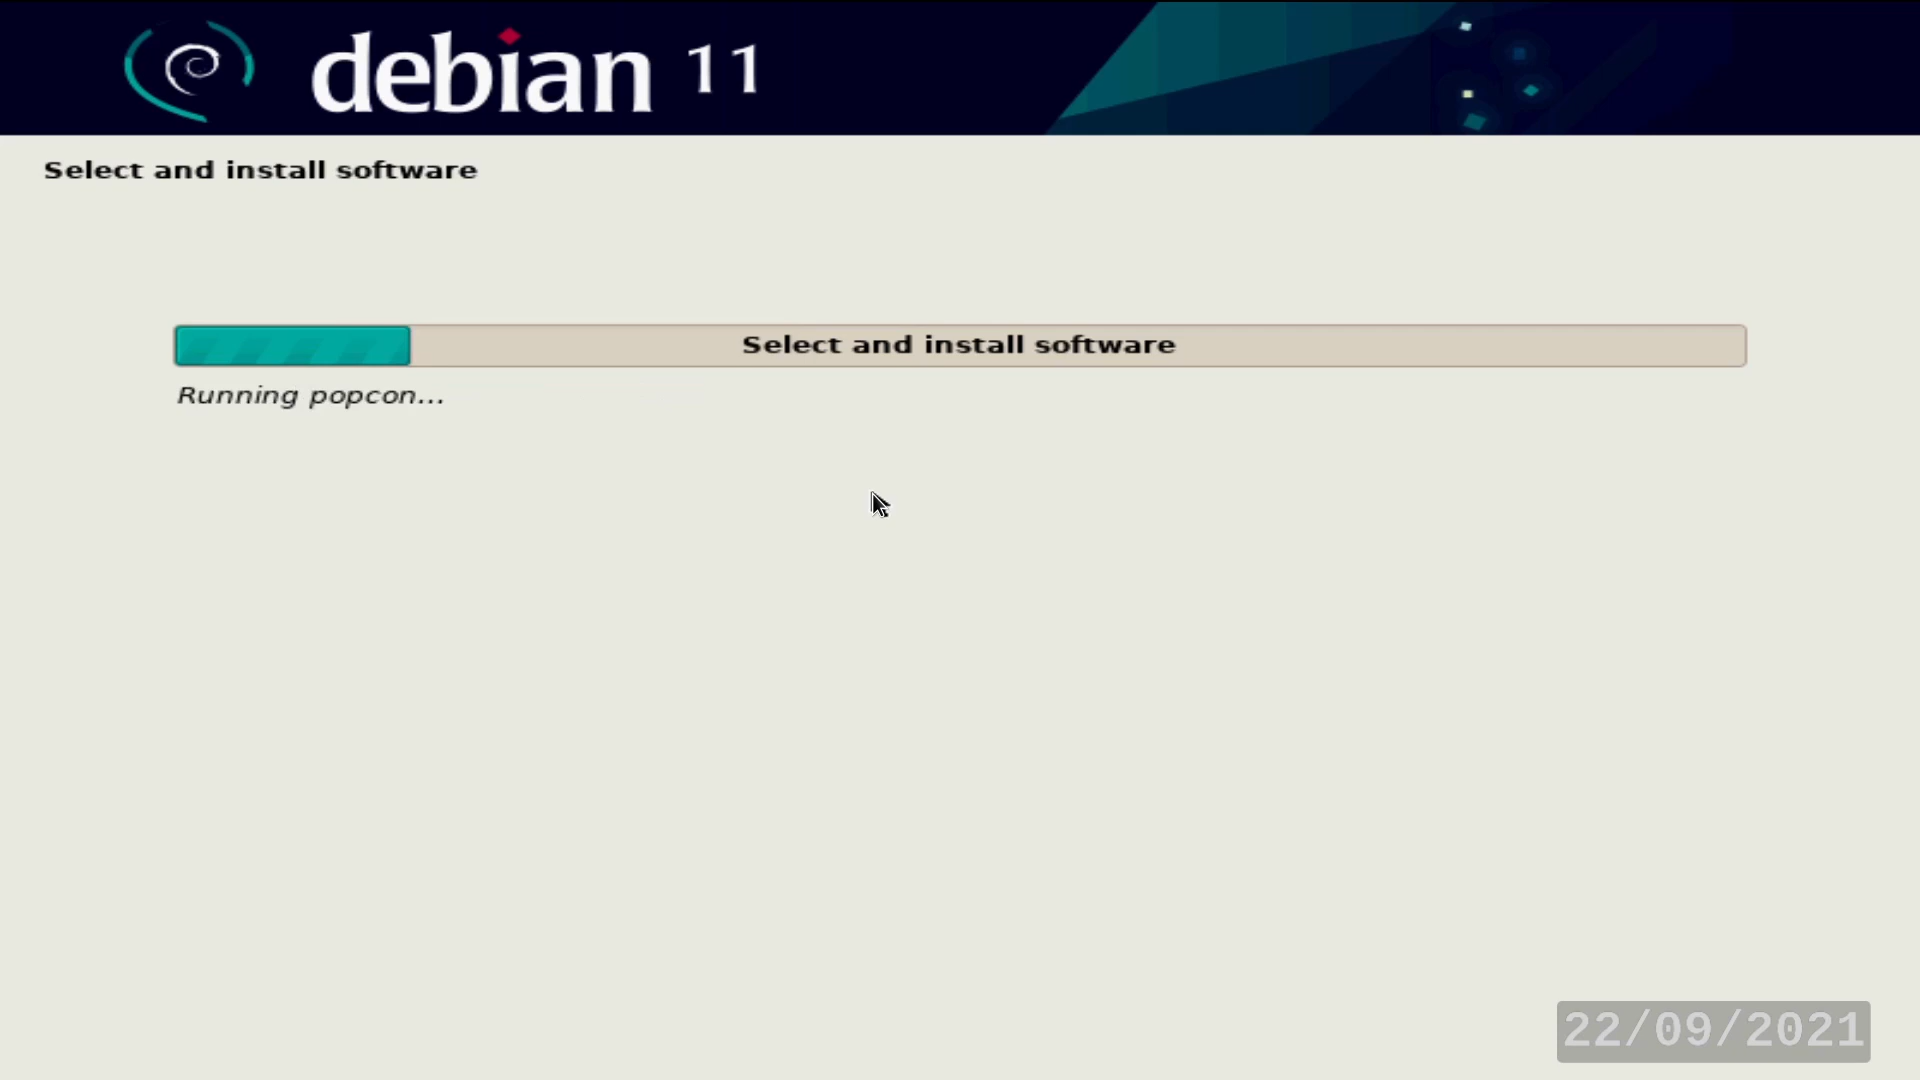 debian 11
Select and install software
Select and install software
Running popcon...
22/09/2021